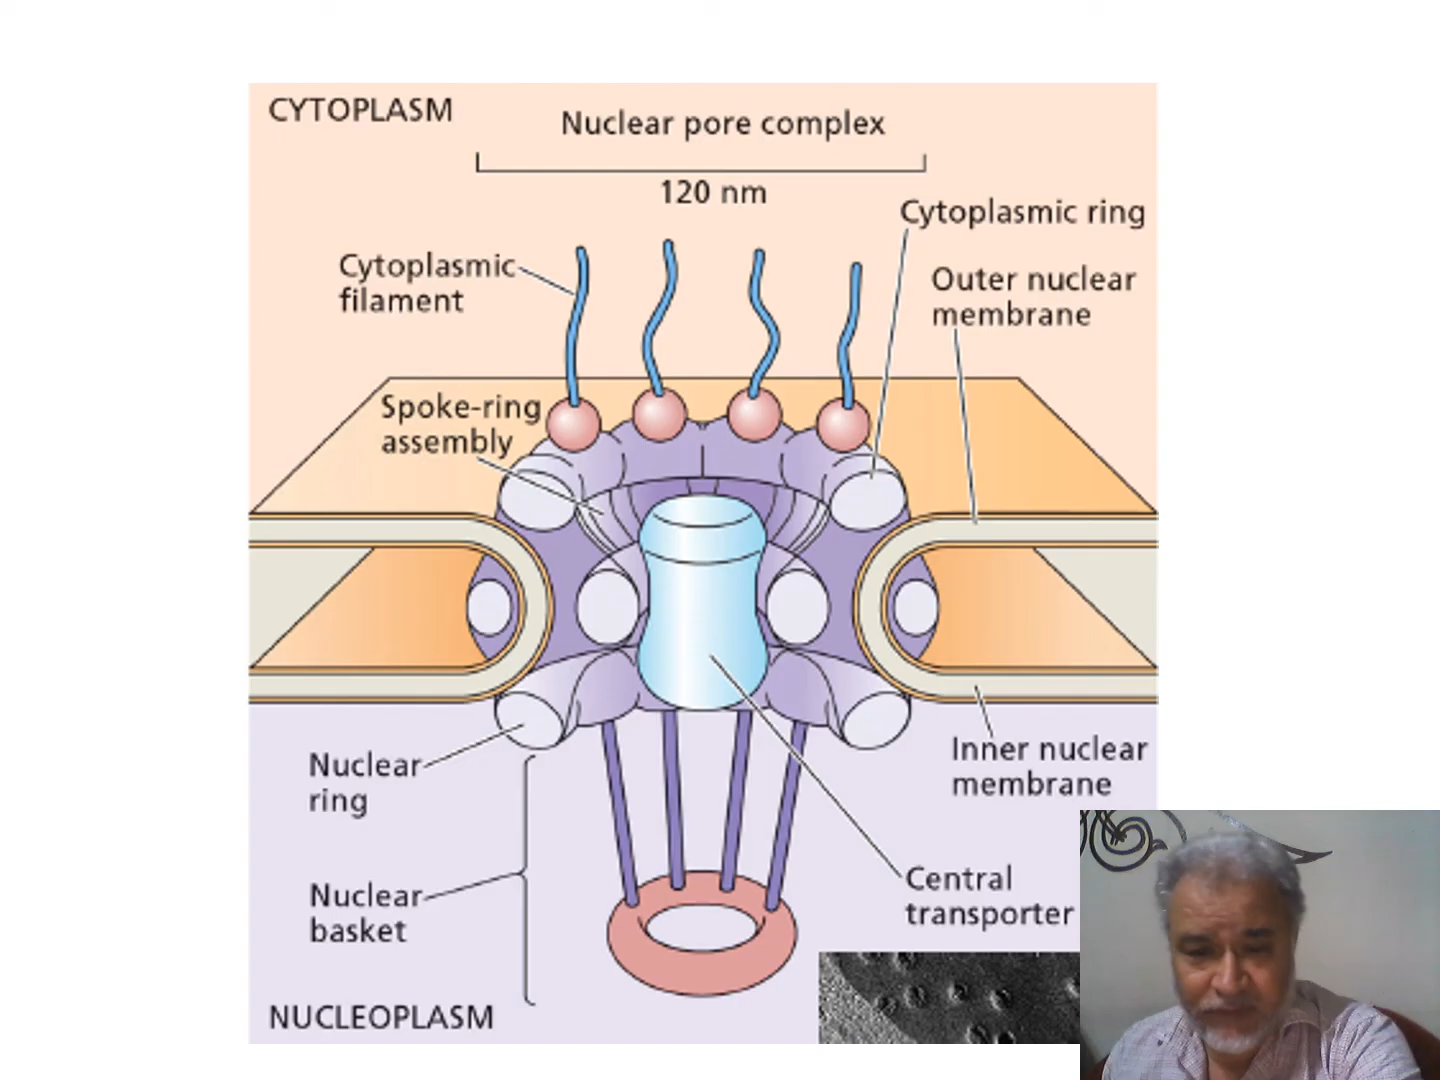 CYTOPLASM
Nuclear pore complex
120 nm
Cytoplasmic ring
Cytoplasmic
filament
Outer nuclear
membrane
Spoke-ring
assembly
Nuclear
ring
Inner nuclear
membrane
Nuclear
basket
Central
transporter
NUCLEOPLASM